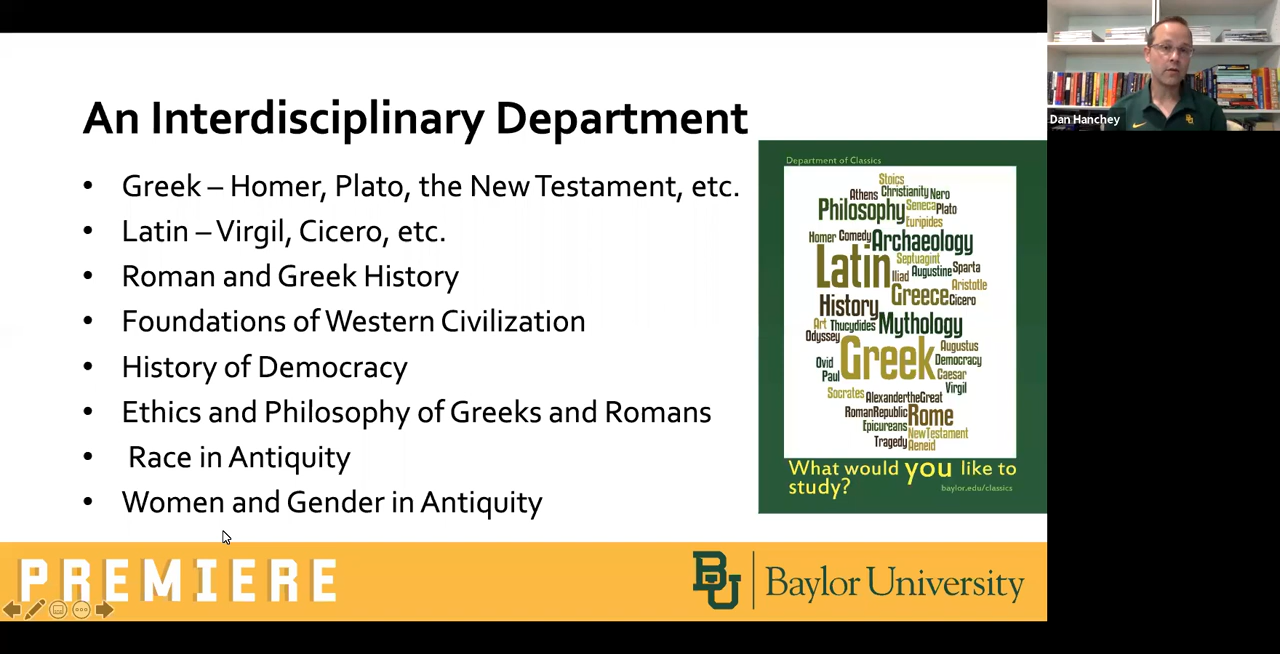 An Interdisciplinary Department
• Greek – Homer, Plato, the New Testament, etc.
• Latin – Virgil, Cicero, etc.
• Roman and Greek History
• Foundations of Western Civilization
• History of Democracy
• Ethics and Philosophy of Greeks and Romans
• Race in Antiquity
• Women and Gender in Antiquity
Department of Classics
Stoics
Athens Christianity Nero
Philosophy Seneca Plato
Euripides
Homer Comedy Archaeology
Latin Septuagint
Iliad Augustine Sparta
Aristotle
History Greece Cicero
Art Thucydides Mythology
Odyssey
Greek Augustus
Ovid Democracy
Paul Caesar
Virgil
Socrates AlexandertheGreat
RomanRepublic Rome
Epicureans NewTestament
Tragedy Aeneid
What would you like to
study?
baylor.edu/classics
PREMIERE
BU Baylor University
Dan Hanchey
BU